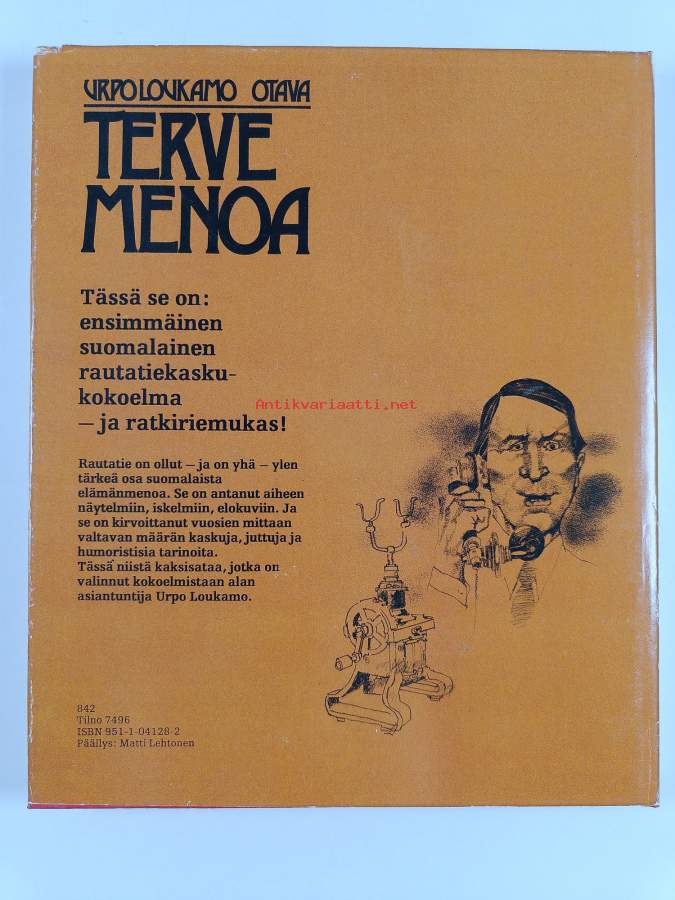 URPO LOUKAMO OTAVA
TERVE
MENOA
Tässä se on:
ensimmäinen
suomalainen
rautatiekasku-
kokoelma
– ja ratkiriemukas!
Antikvariaatti.net
Rautatie on ollut – ja on yhä – ylen
tärkeä osa suomalaista
elämänmenoa. Se on antanut aiheen
näytelmiin, iskelmiin, elokuviin. Ja
se on kirvoittanut vuosien mittaan
valtavan määrän kaskuja, juttuja ja
humoristisia tarinoita.
Tässä niistä kaksisataa, jotka on
valinnut kokoelmistaan alan
asiantuntija Urpo Loukamo.
842
Tilno 7496
ISBN 951-1-04128-2
Päällys: Matti Lehtonen